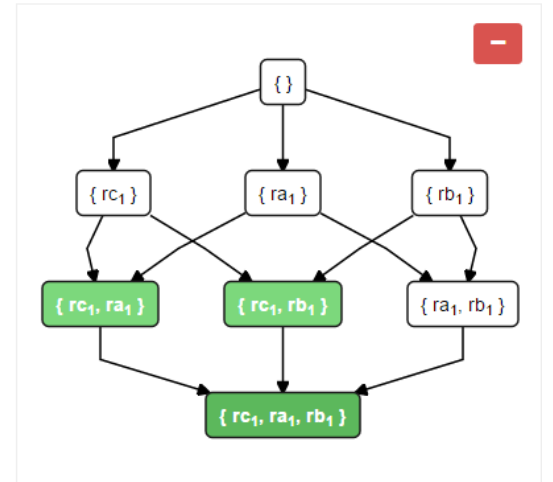 { }
{ rc₁ } { ra₁ } { rb₁ }
{ rc₁, ra₁ } { rc₁, rb₁ } { ra₁, rb₁ }
{ rc₁, ra₁, rb₁ }